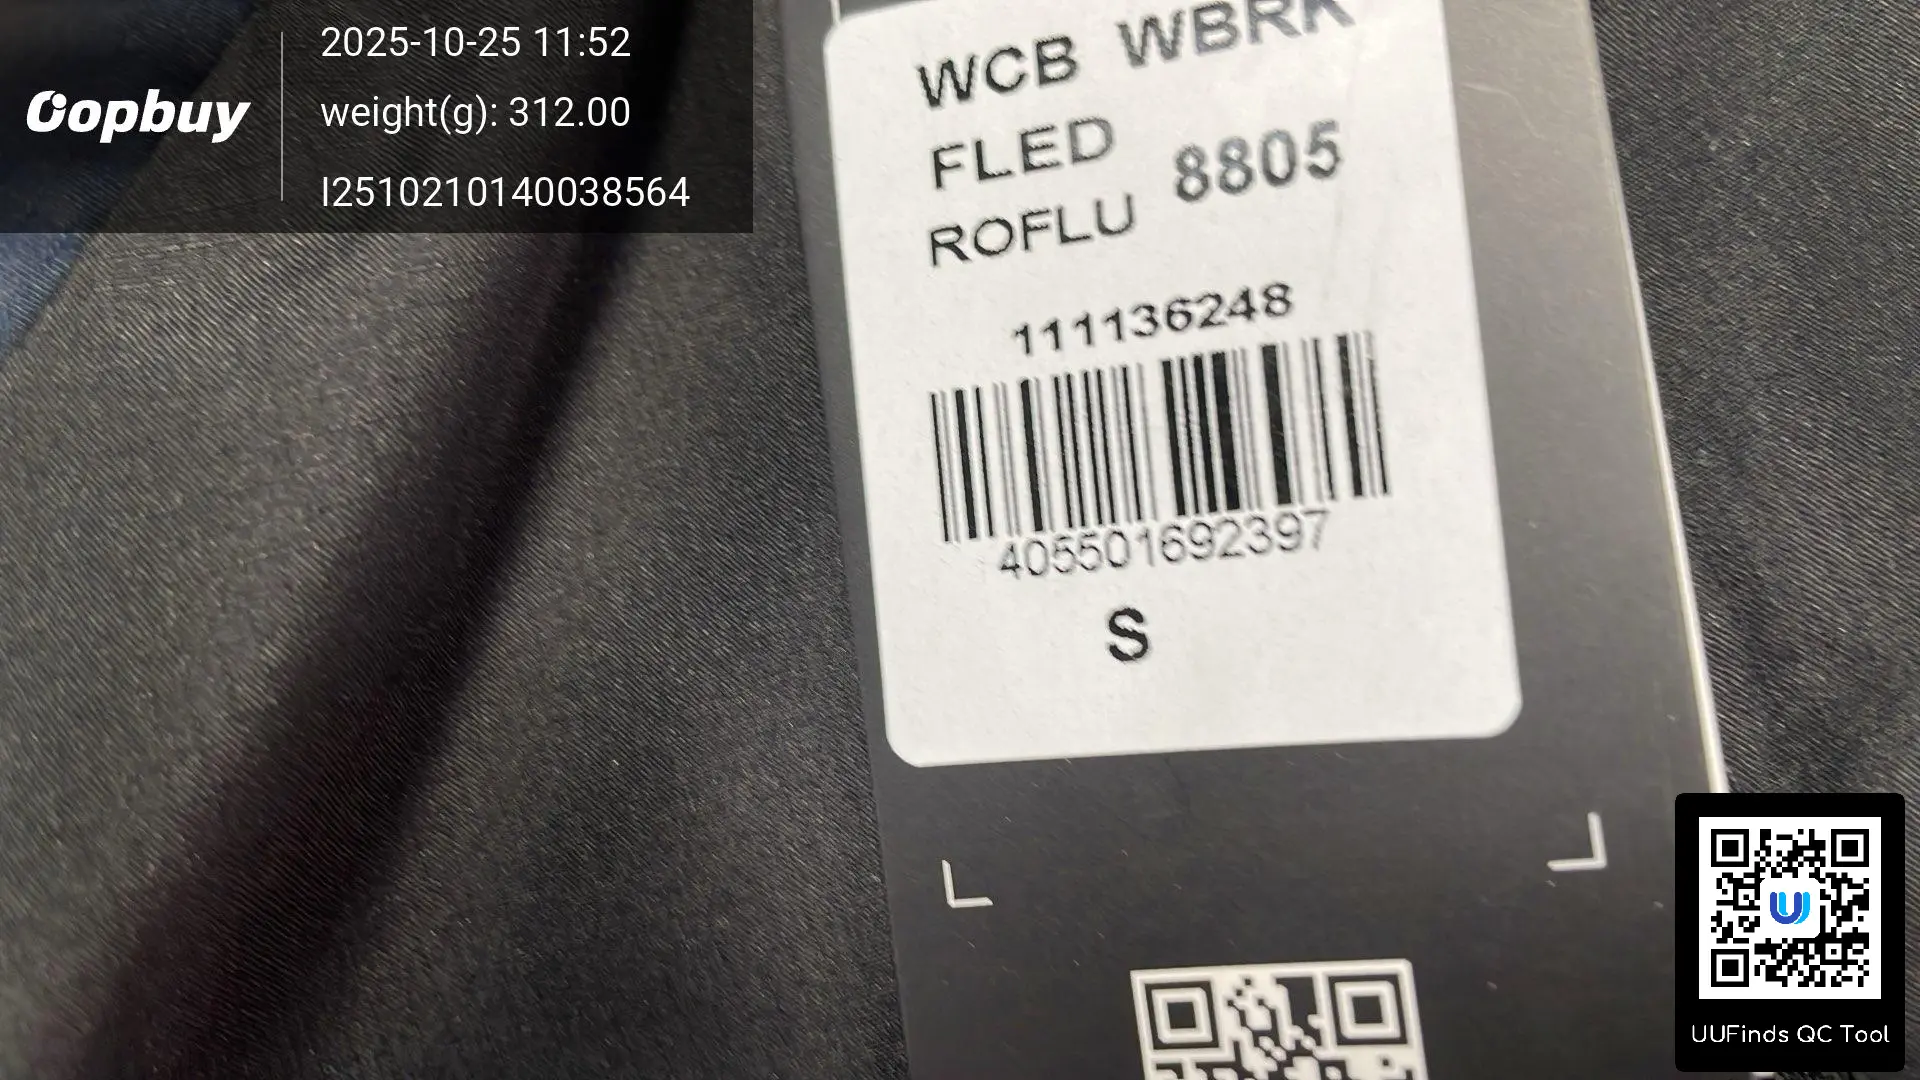 Oopbuy
2025-10-25 11:52
weight(g): 312.00
I2510210140038564
WCB WBRK
FLED
ROFLU 8805
111136248
405501692397
S
UUFinds QC Tool